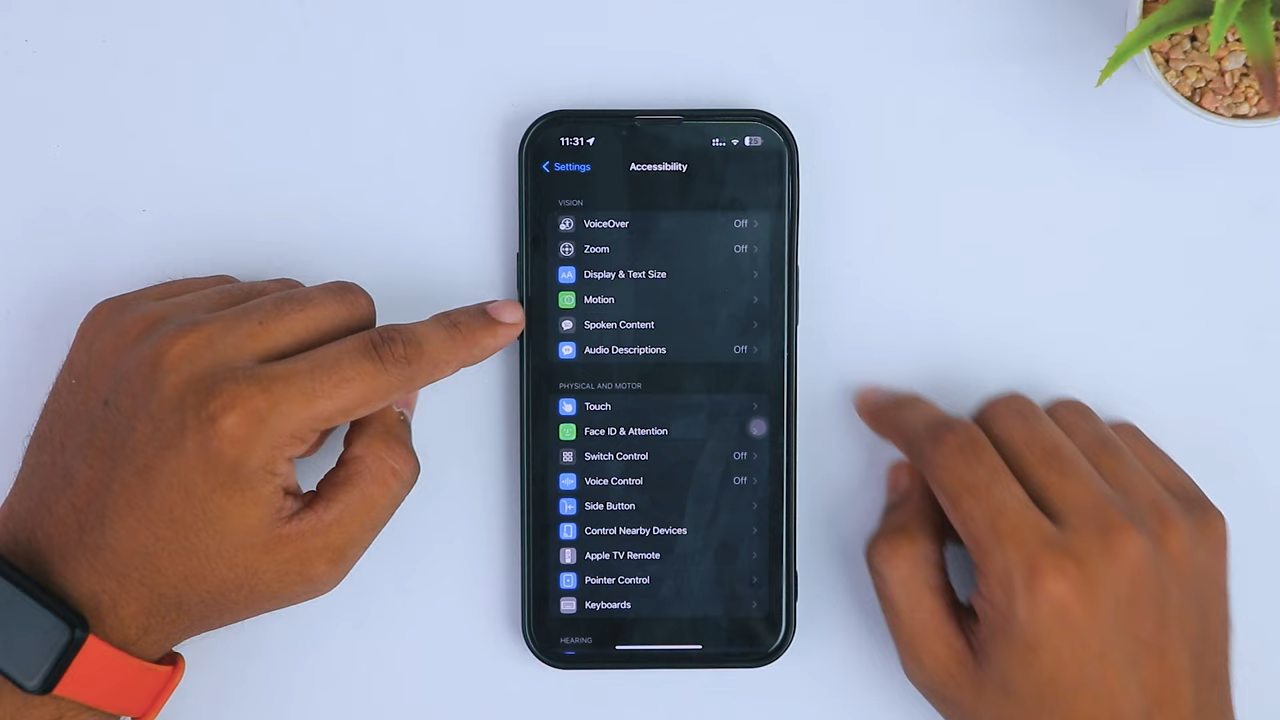 11:31
25
Settings
Accessibility
VISION
VoiceOver Off
Zoom Off
AA Display & Text Size
Motion
Spoken Content
Audio Descriptions Off
PHYSICAL AND MOTOR
Touch
Face ID & Attention
Switch Control Off
Voice Control Off
Side Button
Control Nearby Devices
Apple TV Remote
Pointer Control
Keyboards
HEARING